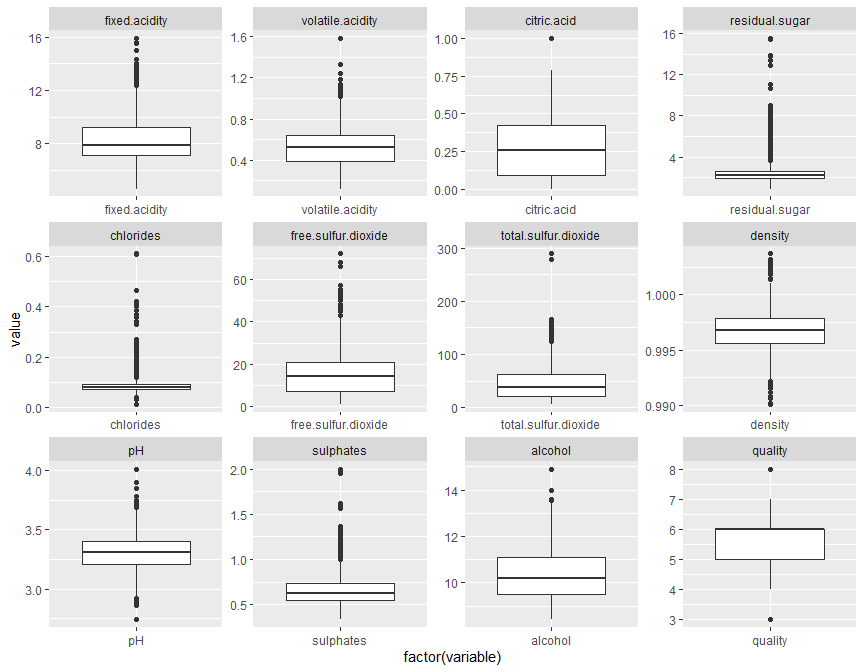 fixed.acidity volatile.acidity citric.acid residual.sugar
16 12 8
1.6 1.2 0.8 0.4
1.00 0.75 0.50 0.25 0.00
16 12 8 4
fixed.acidity volatile.acidity citric.acid residual.sugar
chlorides free.sulfur.dioxide total.sulfur.dioxide density
value
0.6 0.4 0.2 0.0
60 40 20 0
300 200 100 0
1.000 0.995 0.990
chlorides free.sulfur.dioxide total.sulfur.dioxide density
pH sulphates alcohol quality
4.0 3.5 3.0
2.0 1.5 1.0 0.5
14 12 10
8 7 6 5 4 3
pH sulphates alcohol quality
factor(variable)